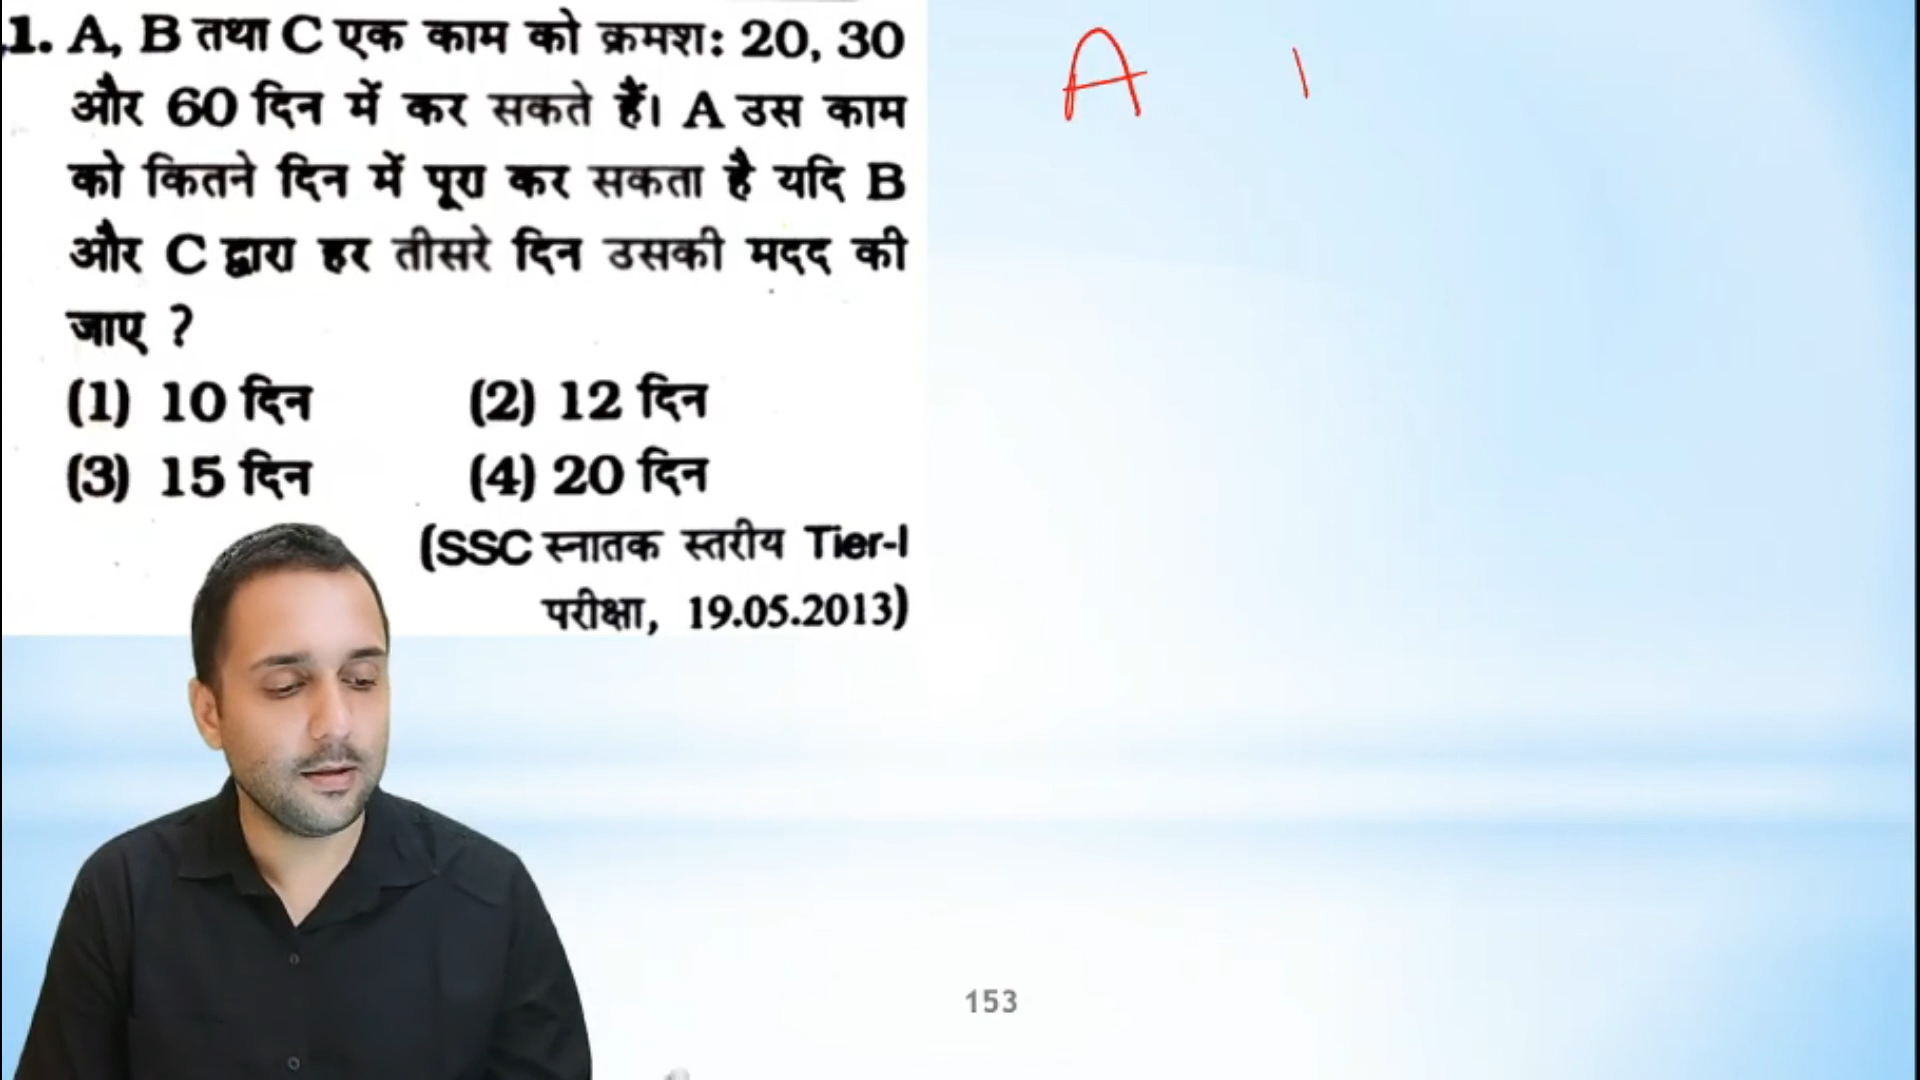 .1. A, B तथा C एक काम को क्रमश: 20, 30
और 60 दिन में कर सकते हैं। A उस काम
को कितने दिन में पूरा कर सकता है यदि B
और C द्वारा हर तीसरे दिन उसकी मदद की
जाए ?
(1) 10 दिन (2) 12 दिन
(3) 15 दिन (4) 20 दिन
(SSC स्नातक स्तरीय Tier-I
परीक्षा, 19.05.2013)
A
153